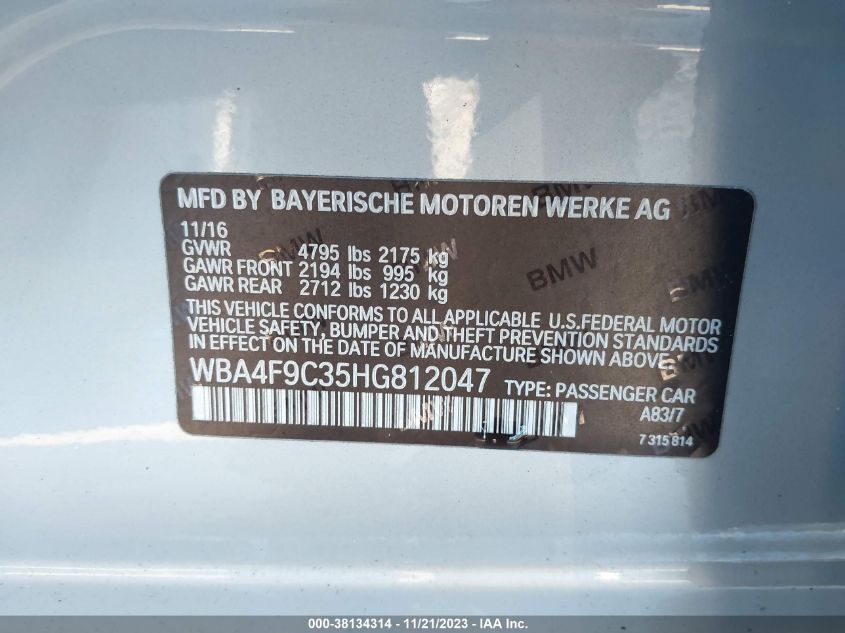 MFD BY BAYERISCHE MOTOREN WERKE AG
11/16
GVWR 4795 lbs 2175 kg
GAWR FRONT 2194 lbs 995 kg
GAWR REAR 2712 lbs 1230 kg
THIS VEHICLE CONFORMS TO ALL APPLICABLE U.S.FEDERAL MOTOR
VEHICLE SAFETY, BUMPER AND THEFT PREVENTION STANDARDS
IN EFFECT ON THE DATE OF MANUFACTURE SHOWN ABOVE.
WBA4F9C35HG812047 TYPE: PASSENGER CAR
A83/7
7 315 814
BMW
000-38134314 - 11/21/2023 - IAA Inc.